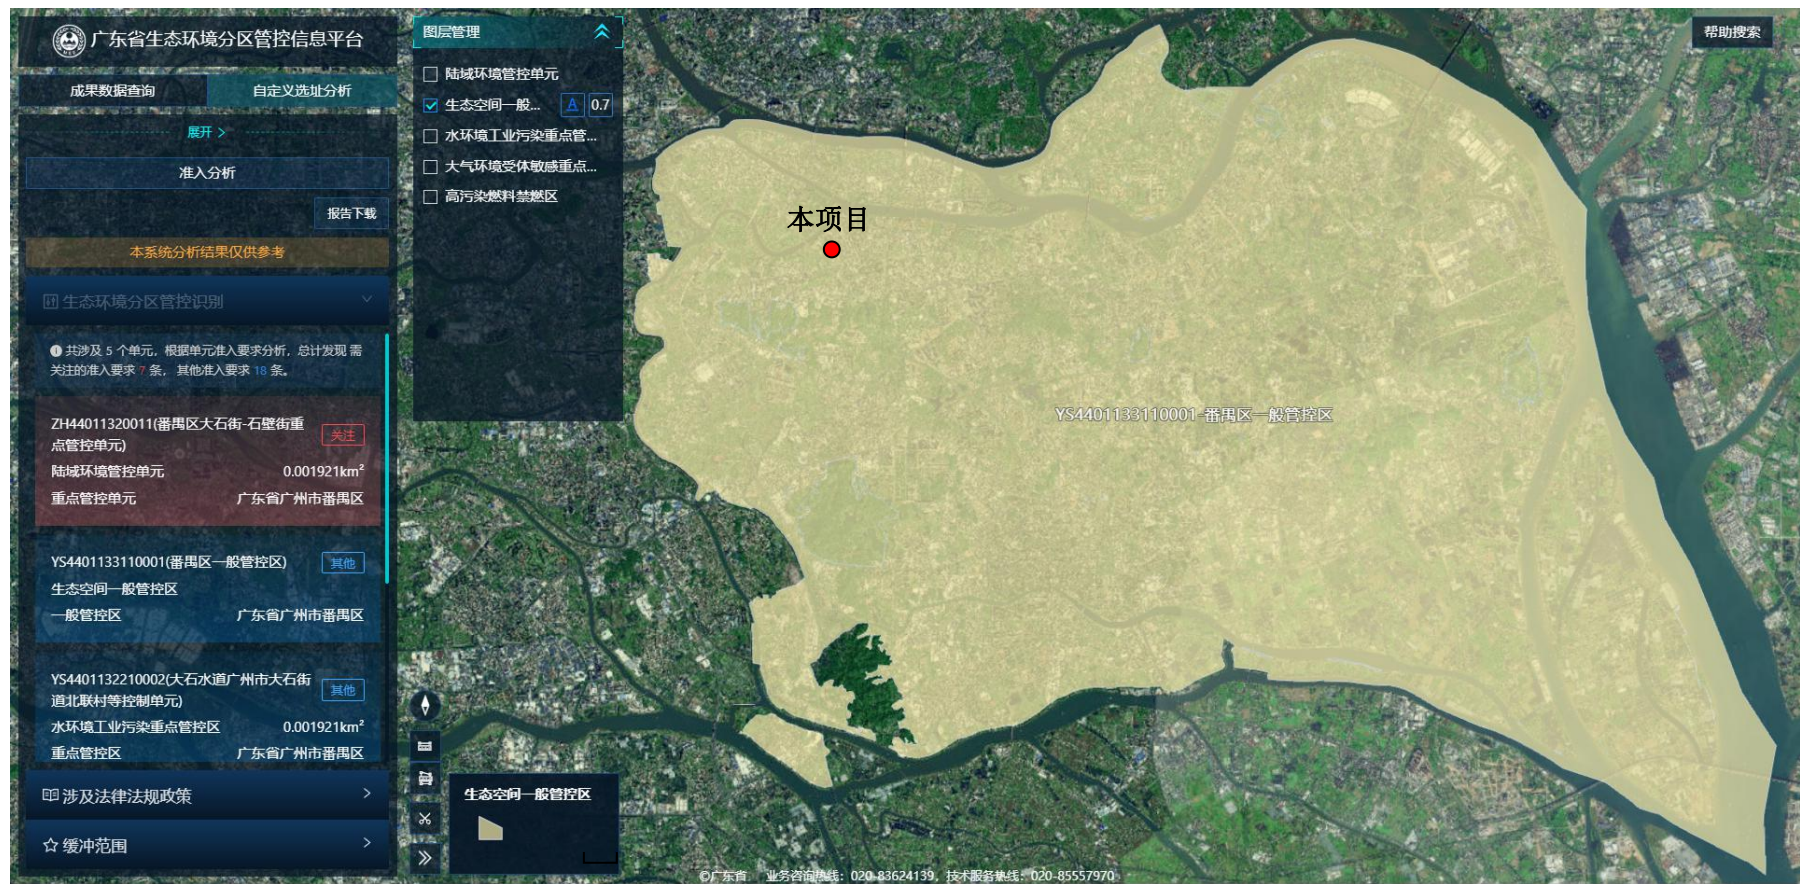 广东省生态环境分区管控信息平台
成果数据查询
自定义选址分析
展开 >
准入分析
报告下载
本系统分析结果仅供参考
生态环境分区管控识别
共涉及 5 个单元，根据单元准入要求分析，总计发现 需
关注的准入要求 7 条， 其他准入要求 18 条。
ZH44011320011(番禺区大石街-石壁街重
点管控单元)
关注
陆域环境管控单元 0.001921km²
重点管控单元 广东省广州市番禺区
YS4401133110001(番禺区一般管控区)
其他
生态空间一般管控区
一般管控区 广东省广州市番禺区
YS4401132210002(大石水道广州市大石街
道北联村等控制单元)
其他
水环境工业污染重点管控区 0.001921km²
重点管控区 广东省广州市番禺区
涉及法律法规政策
缓冲范围
图层管理
陆域环境管控单元
生态空间一般... A 0.7
水环境工业污染重点管...
大气环境受体敏感重点...
高污染燃料禁燃区
帮助搜索
本项目
YS4401133110001-番禺区一般管控区
生态空间一般管控区
©广东省 业务咨询热线：020-83624139，技术服务热线：020-85557970